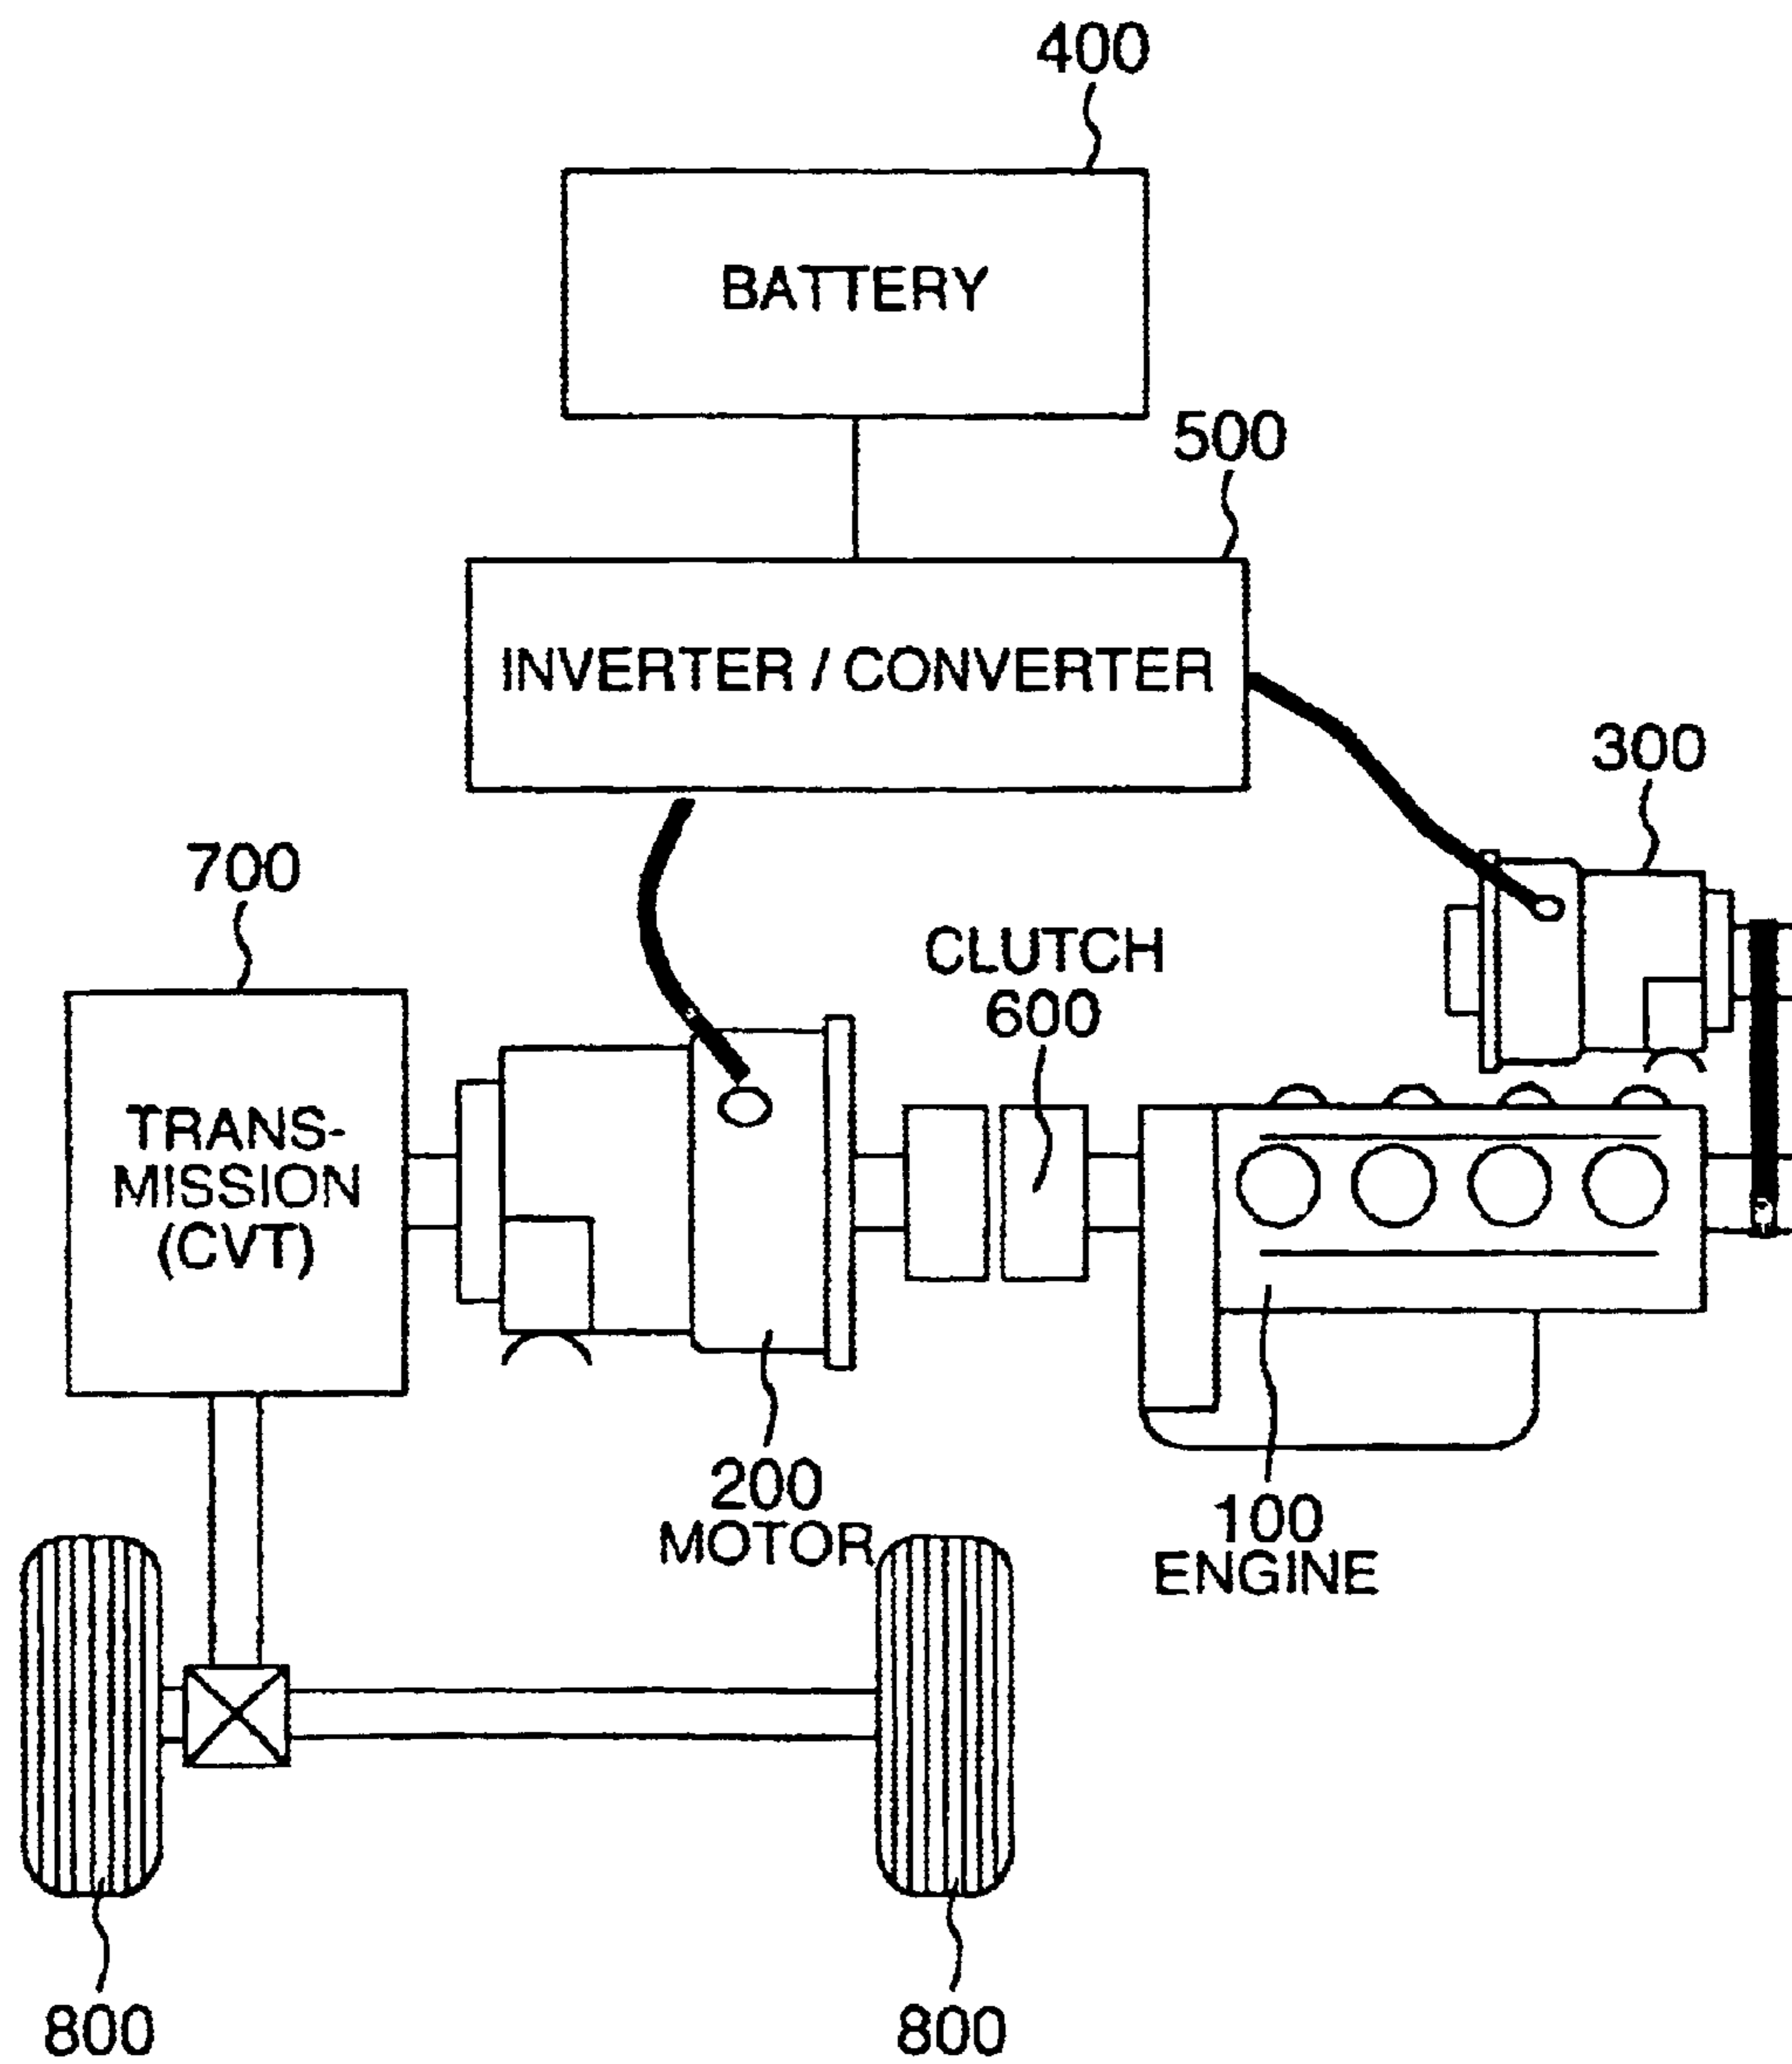 400
BATTERY
500
INVERTER / CONVERTER
300
700
CLUTCH
600
TRANS-
MISSION
(CVT)
200
MOTOR
100
ENGINE
800
800